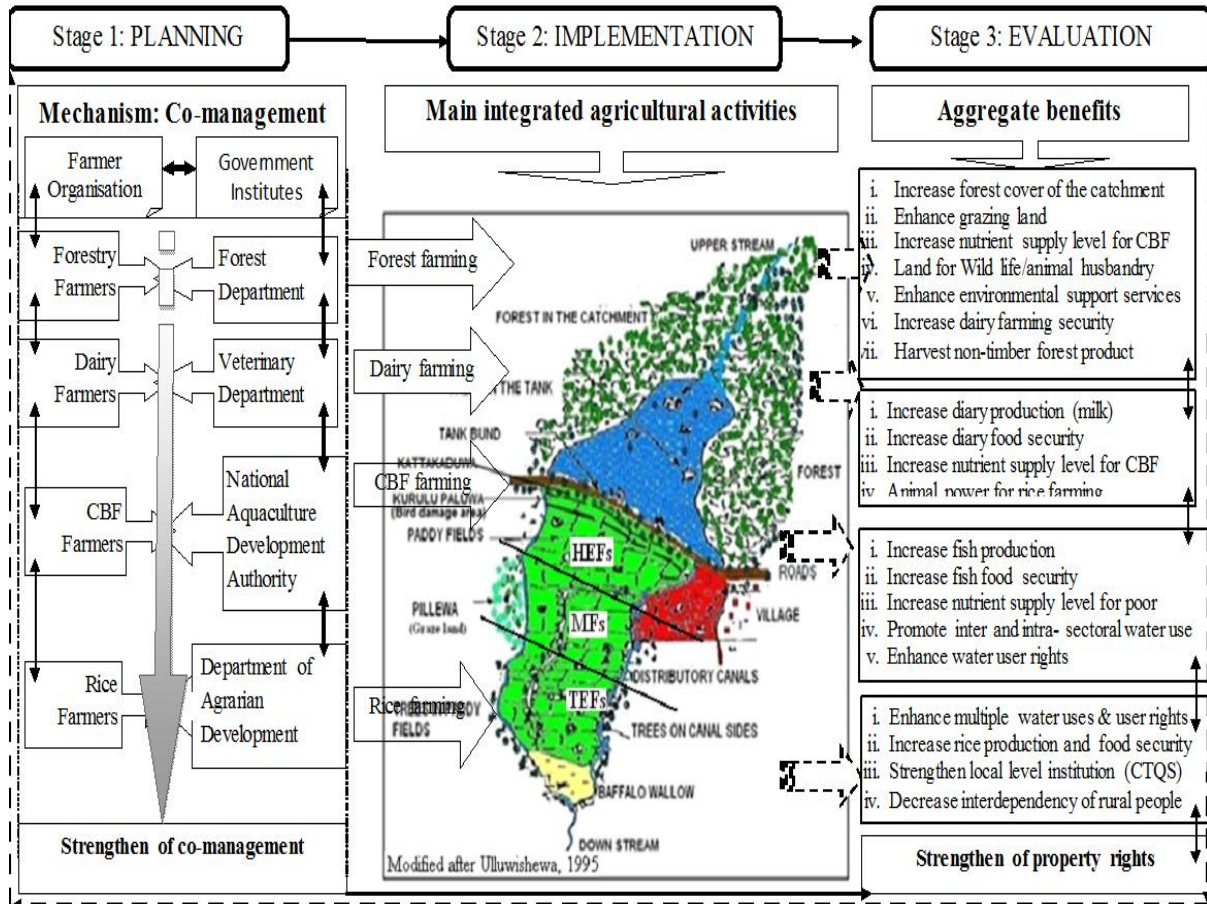 Stage 1: PLANNING
Stage 2: IMPLEMENTATION
Stage 3: EVALUATION
Mechanism: Co-management
Farmer
Organisation
Government
Institutes
Forestry
Farmers
Forest
Department
Dairy
Farmers
Veterinary
Department
CBF
Farmers
National
Aquaculture
Development
Authority
Rice
Farmers
Department of
Agrarian
Development
Strengthen of co-management
Main integrated agricultural activities
Forest farming
Dairy farming
CBF farming
Rice farming
UPPER STREAM
FOREST IN THE CATCHMENT
THE TANK
TANK BUND
KATTAKADUWA
KURULU PALUWA
(Bird damage area)
PADDY FIELDS
FOREST
HEFs
ROADS
PILLEWA
(Graze land)
MFs
VILLAGE
DISTRIBUTORY CANALS
TEFs
FIELDS
TREES ON CANAL SIDES
BAFFALO WALLOW
DOWN STREAM
Modified after Ulluwishewa, 1995
Aggregate benefits
i. Increase forest cover of the catchment
ii. Enhance grazing land
iii. Increase nutrient supply level for CBF
iv. Land for Wild life/animal husbandry
v. Enhance environmental support services
vi. Increase dairy farming security
vii. Harvest non-timber forest product
i. Increase diary production (milk)
ii. Increase diary food security
iii. Increase nutrient supply level for CBF
iv. Animal power for rice farming
i. Increase fish production
ii. Increase fish food security
iii. Increase nutrient supply level for poor
iv. Promote inter and intra- sectoral water use
v. Enhance water user rights
i. Enhance multiple water uses & user rights
ii. Increase rice production and food security
iii. Strengthen local level institution (CTQS)
iv. Decrease interdependency of rural people
Strengthen of property rights